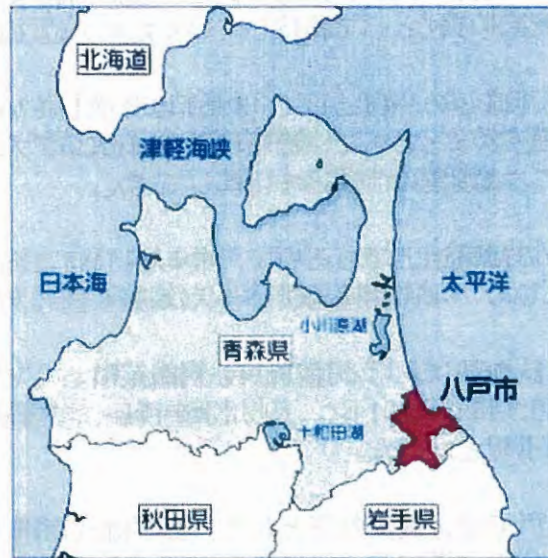 北海道
津軽海峡
日本海
太平洋
小川原湖
青森県
八戸市
十和田湖
秋田県
岩手県